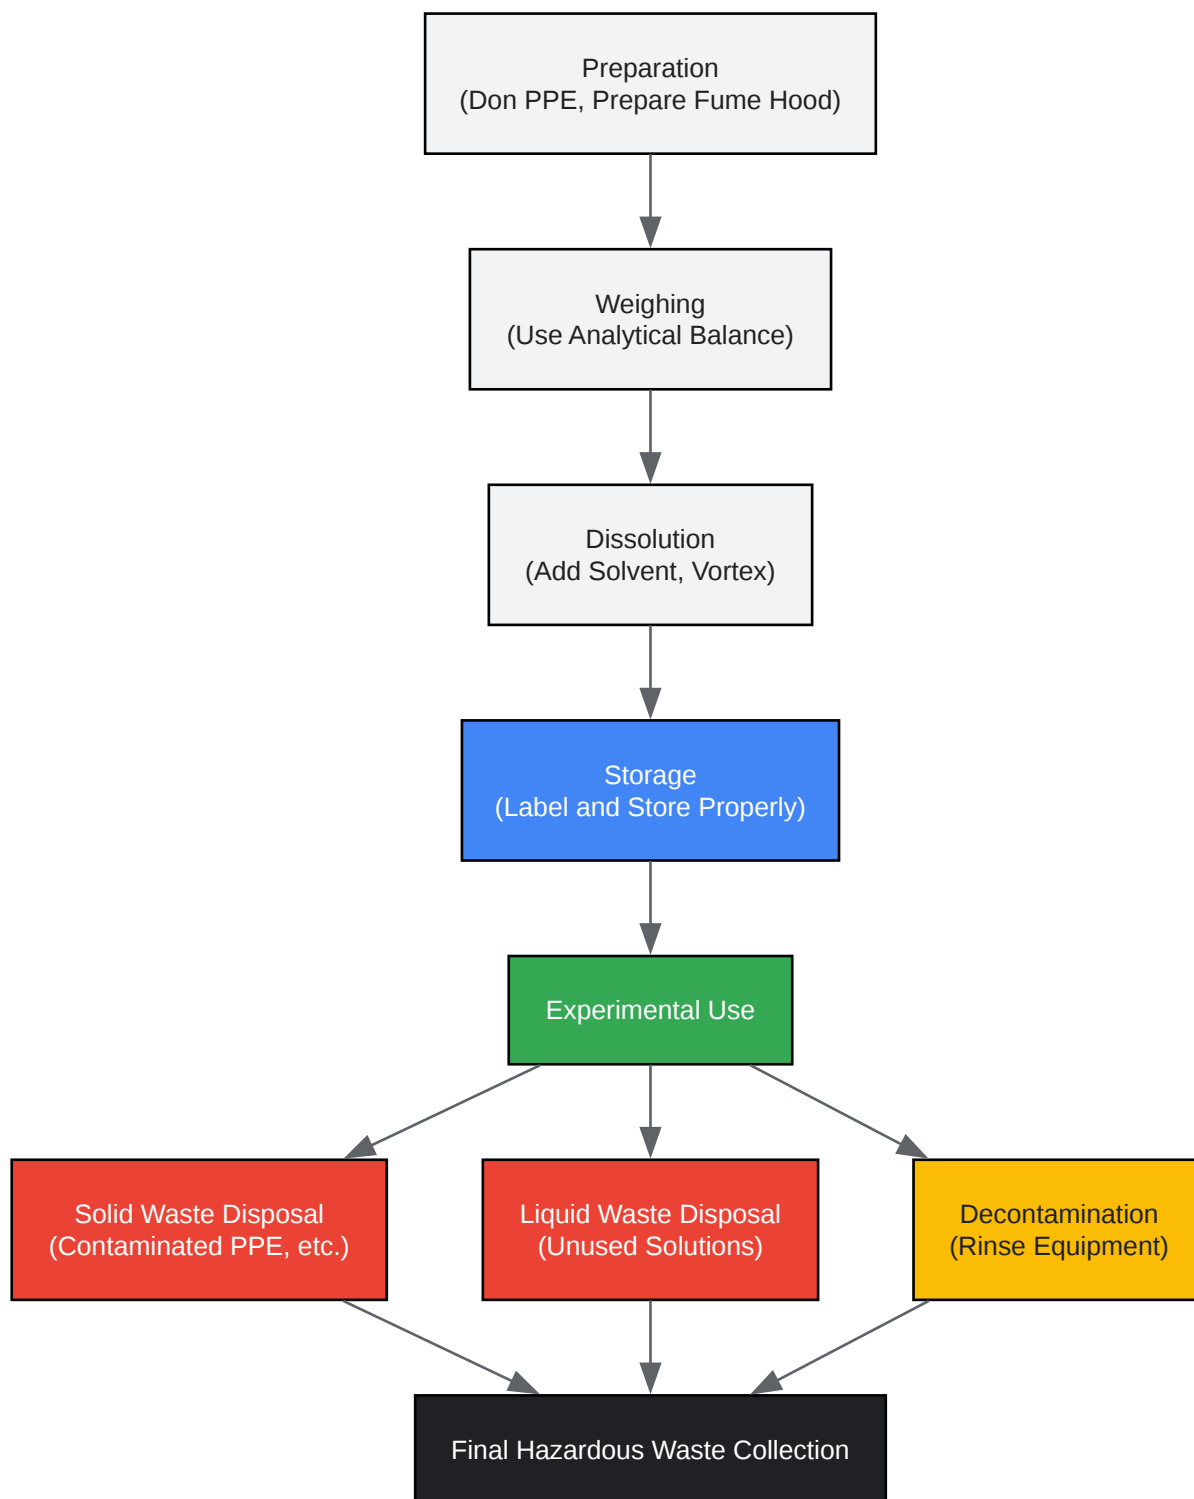 Preparation
(Don PPE, Prepare Fume Hood)
Weighing
(Use Analytical Balance)
Dissolution
(Add Solvent, Vortex)
Storage
(Label and Store Properly)
Experimental Use
Solid Waste Disposal
(Contaminated PPE, etc.)
Liquid Waste Disposal
(Unused Solutions)
Decontamination
(Rinse Equipment)
Final Hazardous Waste Collection